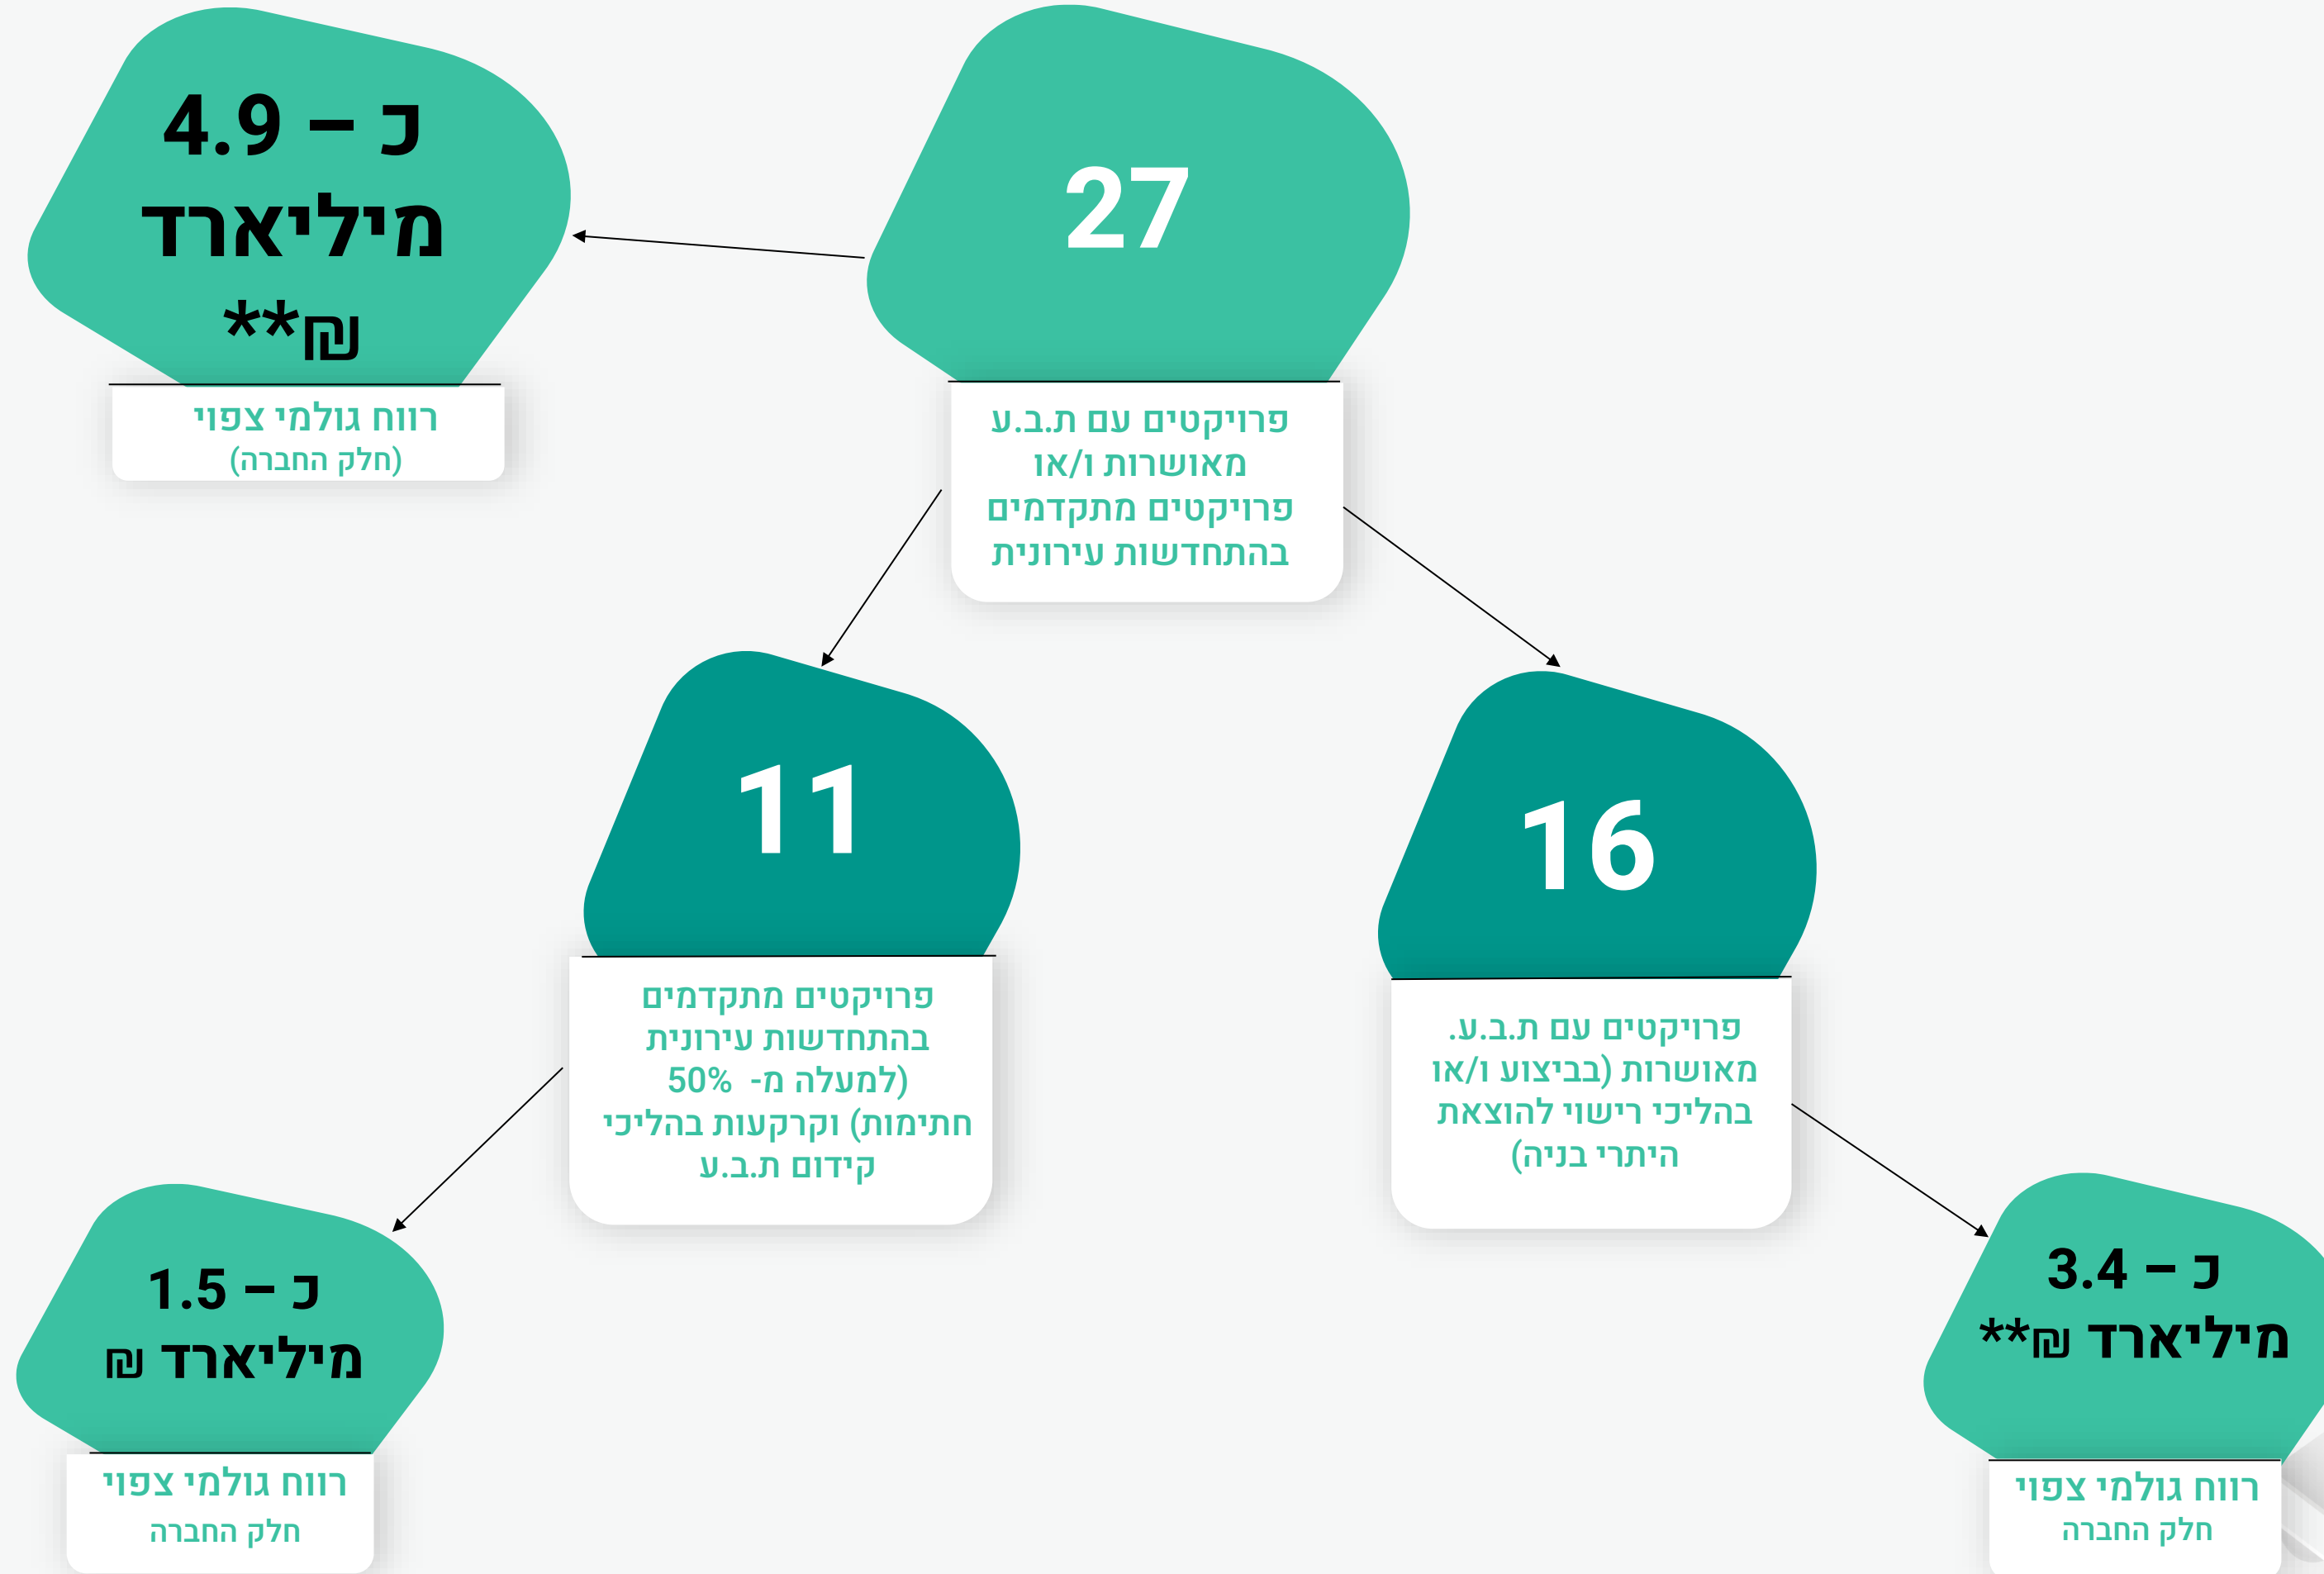 27
פרויקטים עם ת.ב.ע
מאושרות ו/או
פרויקטים מתקדמים
בהתחדשות עירונית
כ – 4.9
מיליארד
₪**
רווח גולמי צפוי
(חלק החברה)
16
פרויקטים עם ת.ב.ע.
מאושרות (בביצוע ו/או
בהליכי רישוי להוצאת
היתרי בניה)
11
פרויקטים מתקדמים
בהתחדשות עירונית
(למעלה מ- 50%
חתימות) וקרקעות בהליכי
קידום ת.ב.ע
כ – 3.4
מיליארד ₪**
רווח גולמי צפוי
חלק החברה
כ – 1.5
מיליארד ₪
רווח גולמי צפוי
חלק החברה